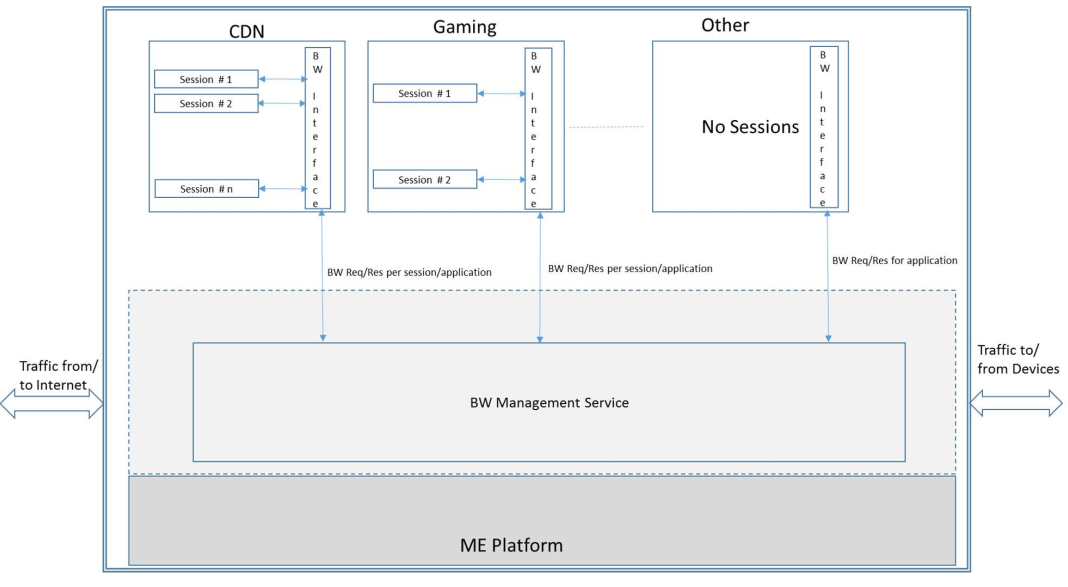 CDN
Gaming
Other
Session # 1
Session # 2
Session # n
BW Interface
Session # 1
Session # 2
BW Interface
No Sessions
BW Interface
BW Req/Res per session/application
BW Req/Res per session/application
BW Req/Res for application
Traffic from/
to Internet
Traffic to/
from Devices
BW Management Service
ME Platform